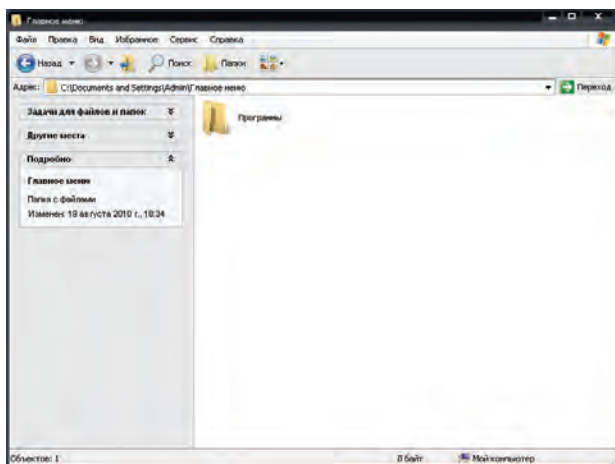 Главное меню
Файл Правка Вид Избранное Сервис Справка
Назад Поиск Папки
Адрес: C:\Documents and Settings\Admin\Главное меню Переход
Задачи для файлов и папок
Программы
Другие места
Подробно
Главное меню
Папка с файлами
Изменен: 19 августа 2010 г., 18:34
Объектов: 1 0 байт Мой компьютер